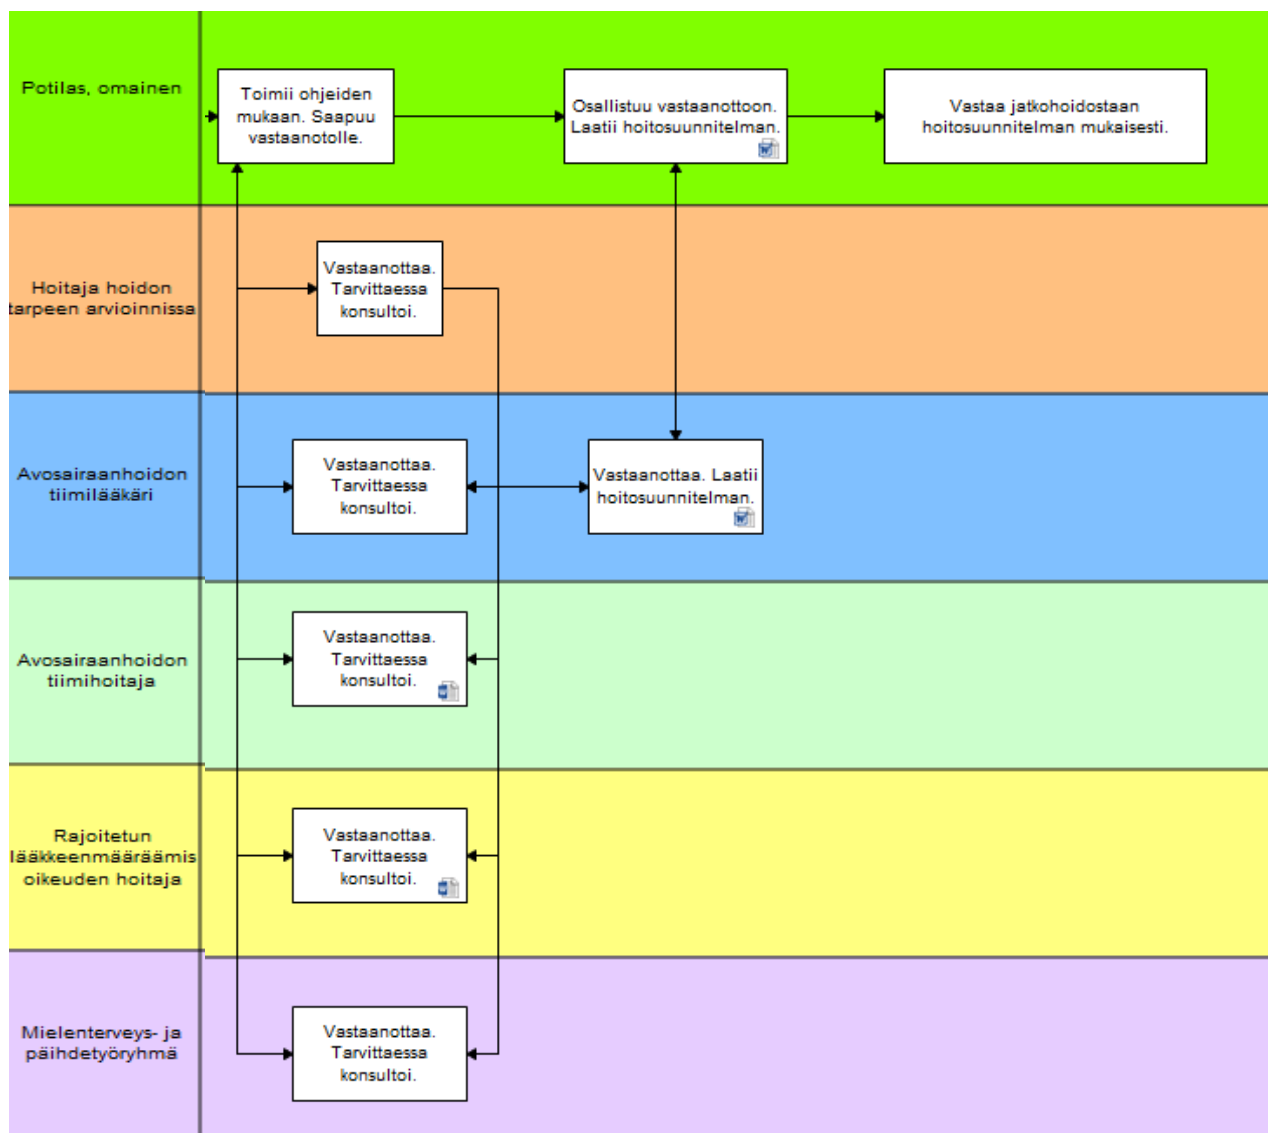 Potilas, omainen
Toimii ohjeiden
mukaan. Saapuu
vastaanotolle.
Osallistuu vastaanottoon.
Laatii hoitosuunnitelman.
Vastaa jatkohoidostaan
hoitosuunnitelman mukaisesti.
Hoitaja hoidon
tarpeen arvioinnissa
Vastaanottaa.
Tarvittaessa
konsultoi.
Avosairaanhoidon
tiimilääkäri
Vastaanottaa.
Tarvittaessa
konsultoi.
Vastaanottaa. Laatii
hoitosuunnitelman.
Avosairaanhoidon
tiimihoitaja
Vastaanottaa.
Tarvittaessa
konsultoi.
Rajoitetun
lääkkeenmääräämis
oikeuden hoitaja
Vastaanottaa.
Tarvittaessa
konsultoi.
Mielenterveys- ja
päihdetyöryhmä
Vastaanottaa.
Tarvittaessa
konsultoi.